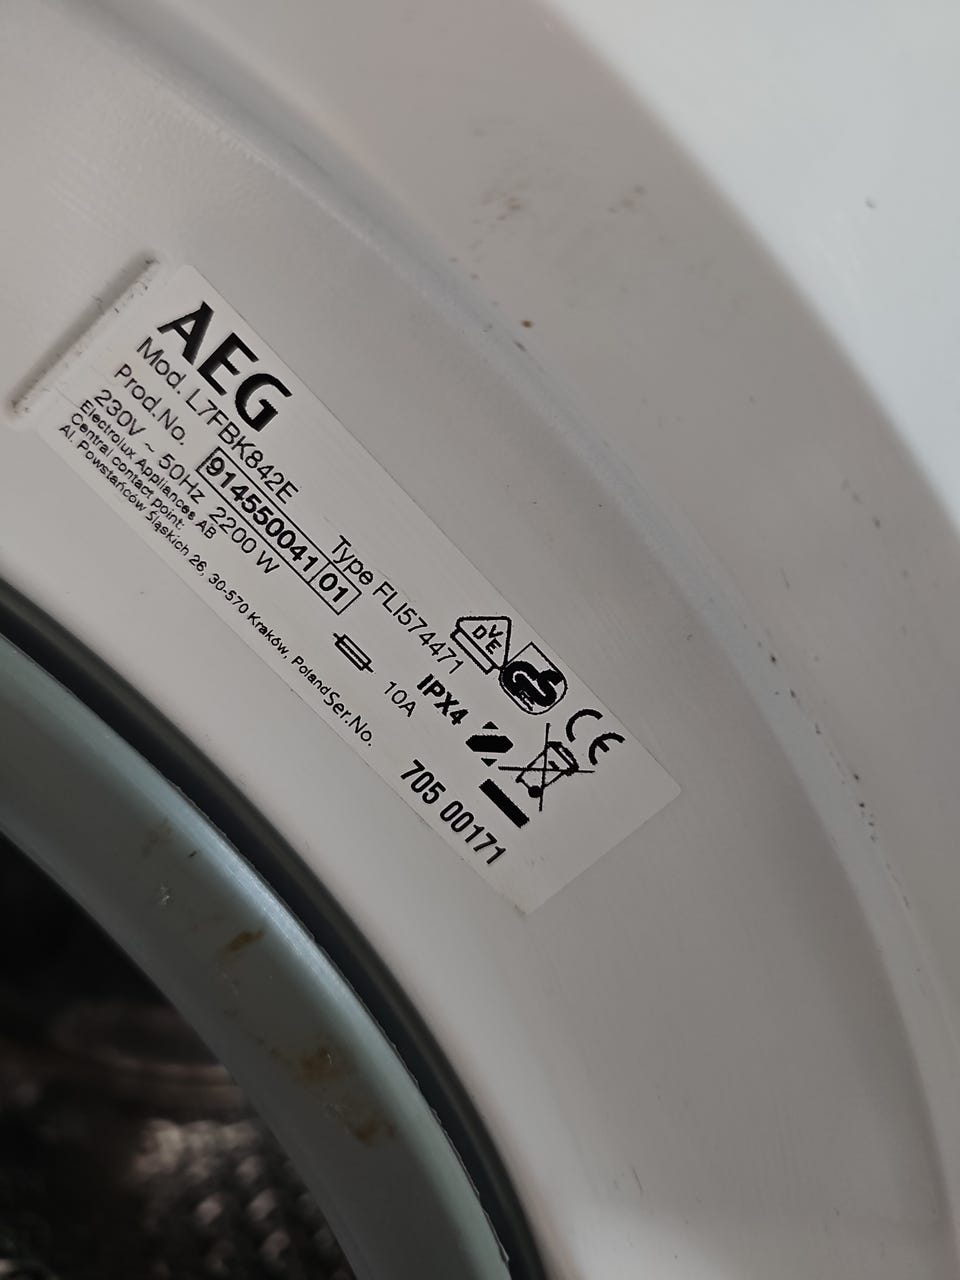 AEG
Mod. L7FBK842E
Type FLI574471
Prod.No. 914550041 01
230V ~ 50Hz 2200 W
10A
IPX4
Electrolux Appliances AB
Central contact point:
Al. Powstańców Śląskich 26, 30-570 Kraków, Poland
Ser.No. 705 00171
DVE
CE